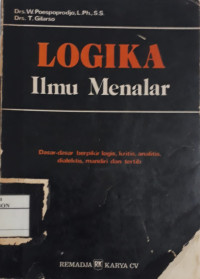 Drs. W. Poespoprodjo, L.Ph., S.S.
Drs. T. Gilarso
LOGIKA
Ilmu Menalar
Dasar-dasar berpikir logis, kritis, analitis,
dialektis, mandiri dan tertib
REMADJA RK KARYA CV